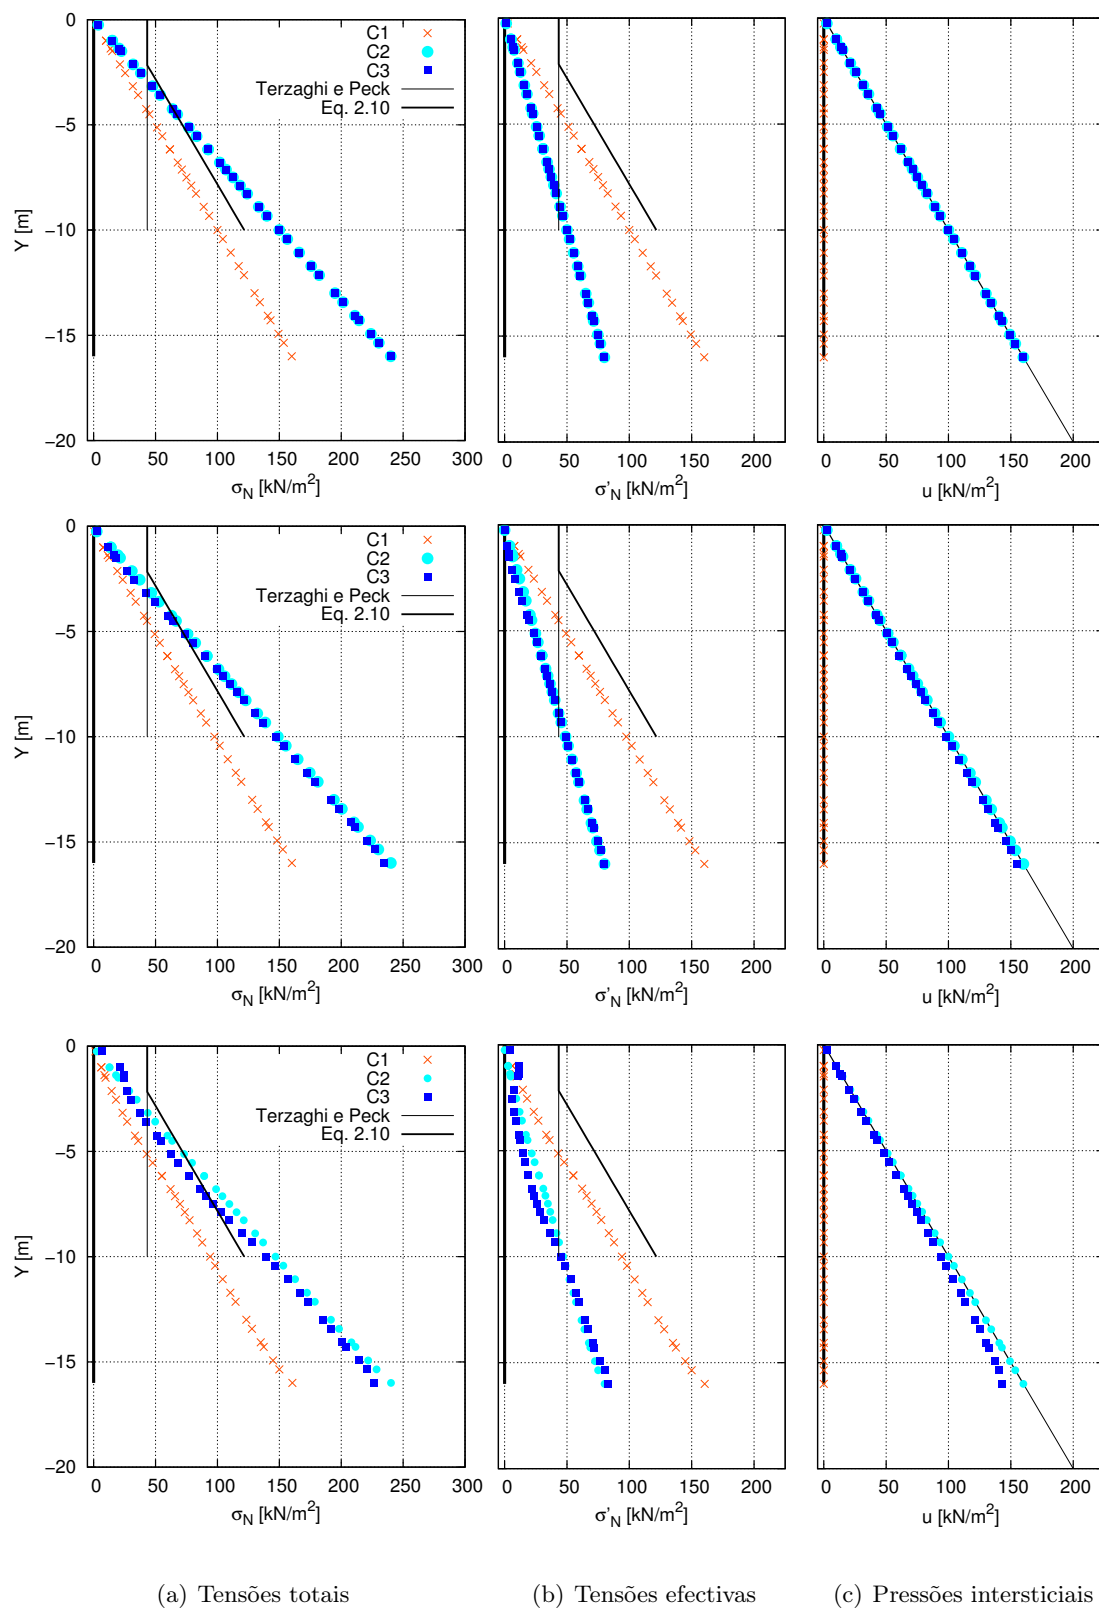 0
−5
−10
−15
−20
0 50 100 150 200 250 300
Y [m]
σN [kN/m²]
C1
C2
C3
Terzaghi e Peck
Eq. 2.10
0 50 100 150 200
σ'N [kN/m²]
0 50 100 150 200
u [kN/m²]
0
−5
−10
−15
−20
0 50 100 150 200 250 300
Y [m]
σN [kN/m²]
C1
C2
C3
Terzaghi e Peck
Eq. 2.10
0 50 100 150 200
σ'N [kN/m²]
0 50 100 150 200
u [kN/m²]
0
−5
−10
−15
−20
0 50 100 150 200 250 300
Y [m]
σN [kN/m²]
C1
C2
C3
Terzaghi e Peck
Eq. 2.10
0 50 100 150 200
σ'N [kN/m²]
0 50 100 150 200
u [kN/m²]
(a) Tensões totais
(b) Tensões efectivas
(c) Pressões intersticiais